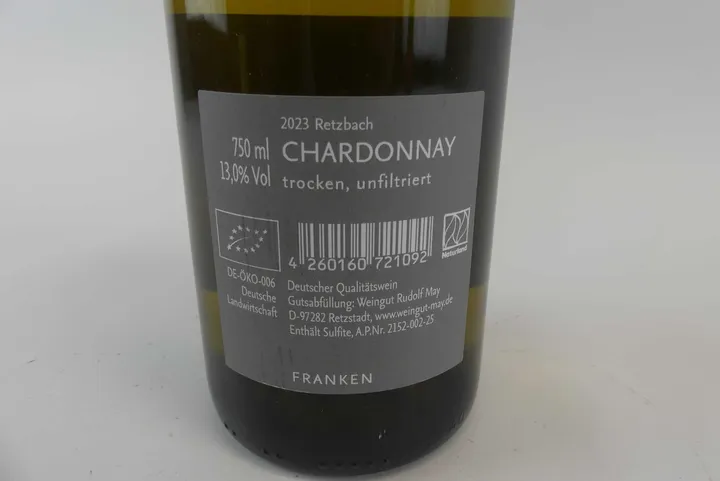 2023 Retzbach
750 ml
13,0% Vol
CHARDONNAY
trocken, unfiltriert
4 260160 721092
Naturland
DE-ÖKO-006
Deutsche
Landwirtschaft
Deutscher Qualitätswein
Gutsabfüllung: Weingut Rudolf May
D-97282 Retzstadt, www.weingut-may.de
Enthält Sulfite, A.P.Nr. 2152-002-25
FRANKEN